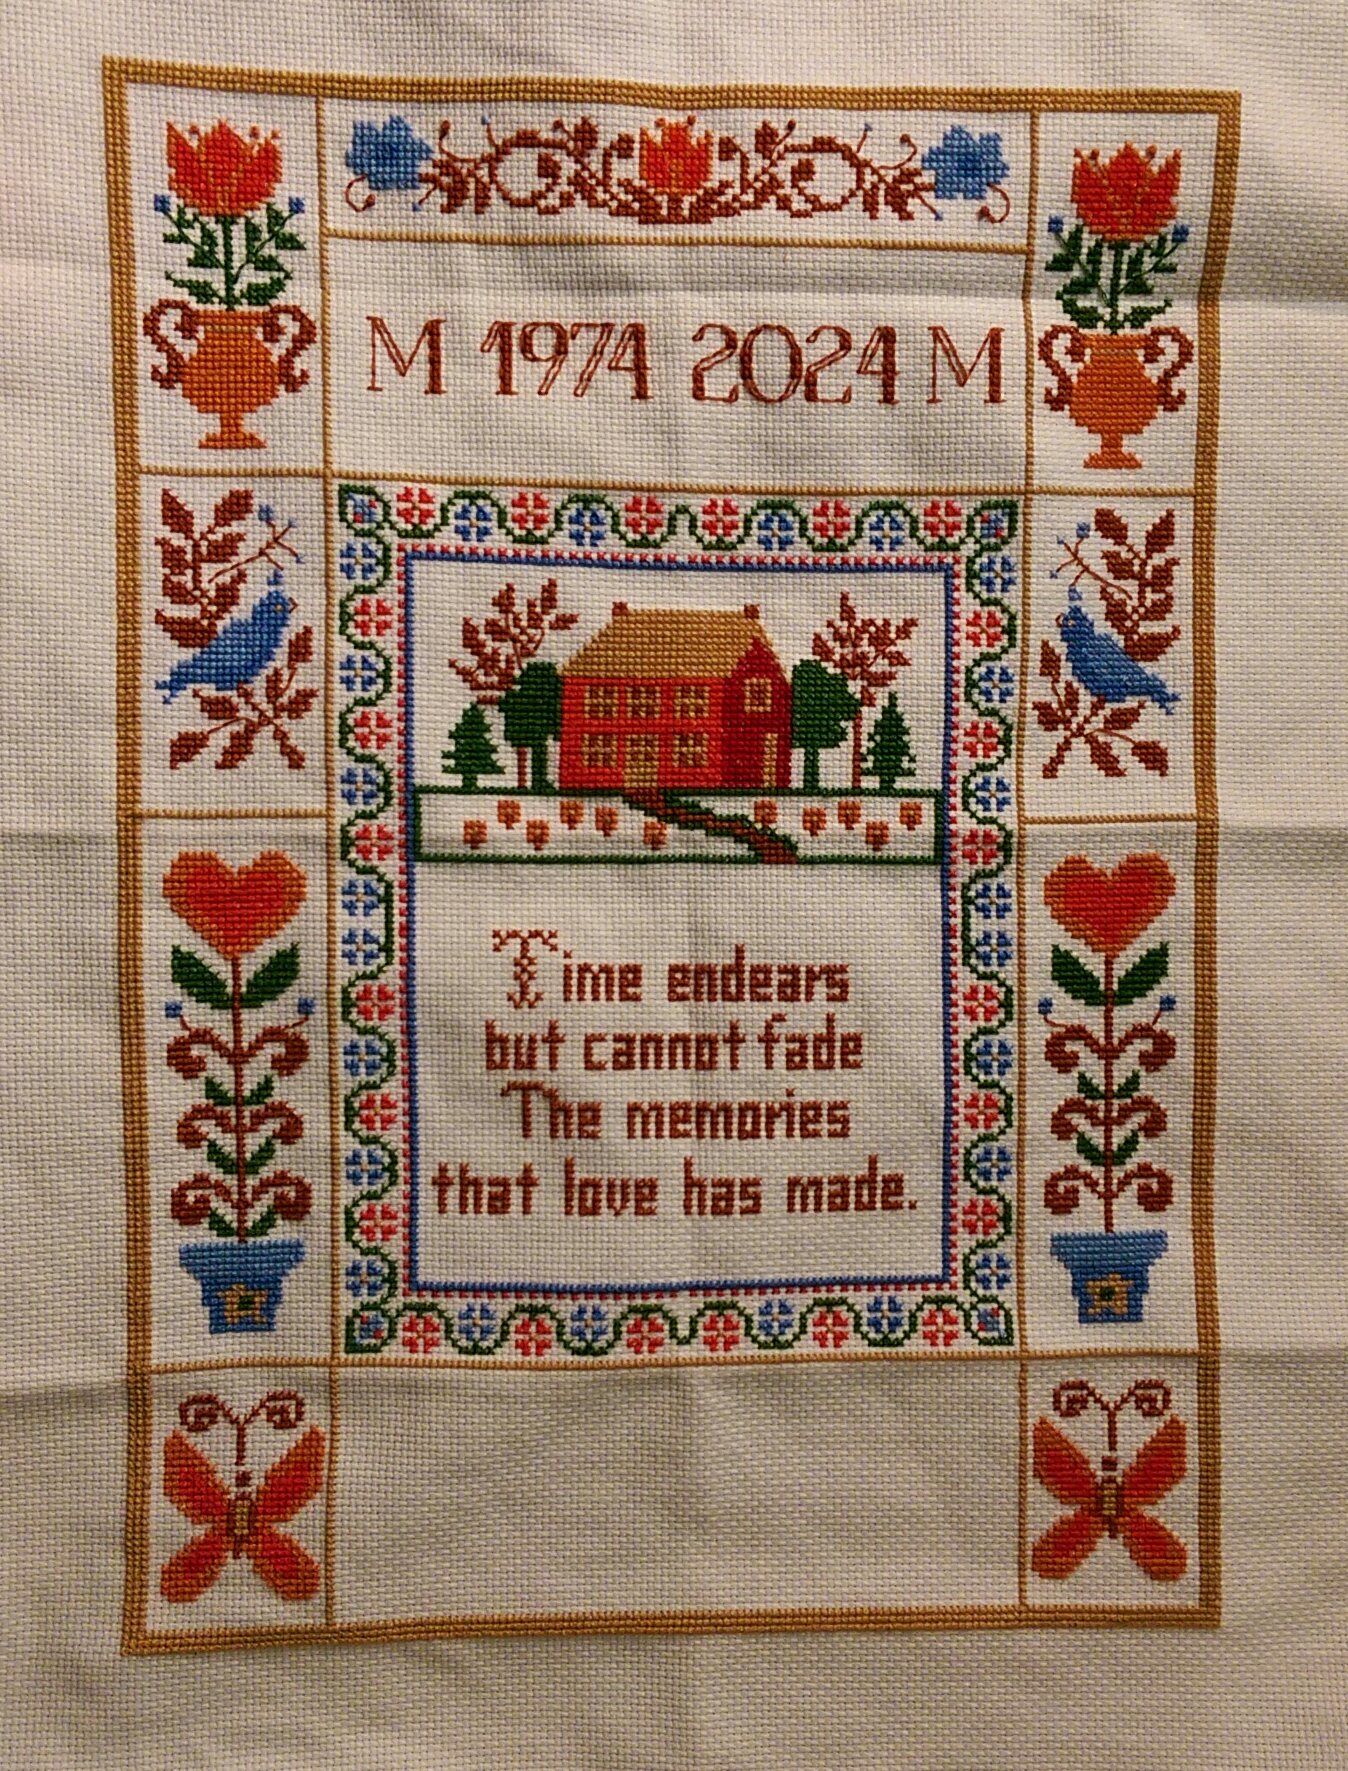 M 1974 2024 M
Time endears
but cannot fade
The memories
that love has made.